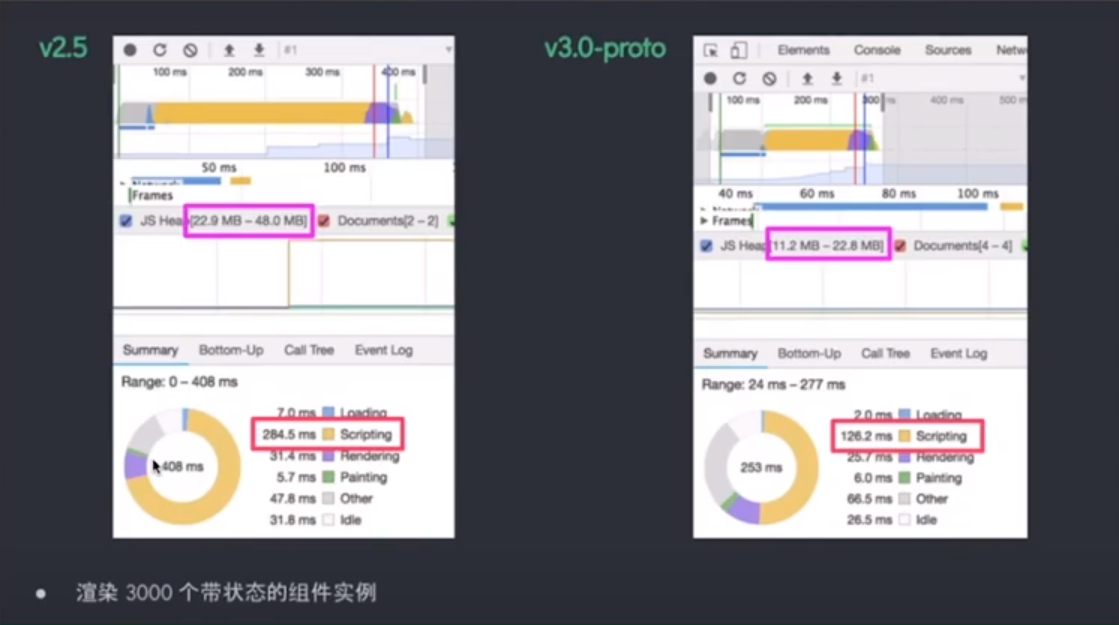 v2.5
#1
100 ms 200 ms 300 ms 400 ms
50 ms 100 ms
Network
Frames
JS Heap[22.9 MB – 48.0 MB] Documents[2 – 2]
Summary Bottom-Up Call Tree Event Log
Range: 0 – 408 ms
408 ms
7.0 ms Loading
284.5 ms Scripting
31.4 ms Rendering
5.7 ms Painting
47.8 ms Other
31.8 ms Idle
v3.0-proto
Elements Console Sources Netw
#1
100 ms 200 ms 300 ms 400 ms 500 m
40 ms 60 ms 80 ms 100 ms
Network
Frames
JS Heap[11.2 MB – 22.8 MB] Documents[4 – 4]
Summary Bottom-Up Call Tree Event Log
Range: 24 ms – 277 ms
253 ms
2.0 ms Loading
126.2 ms Scripting
25.7 ms Rendering
6.0 ms Painting
66.5 ms Other
26.5 ms Idle
渲染 3000 个带状态的组件实例